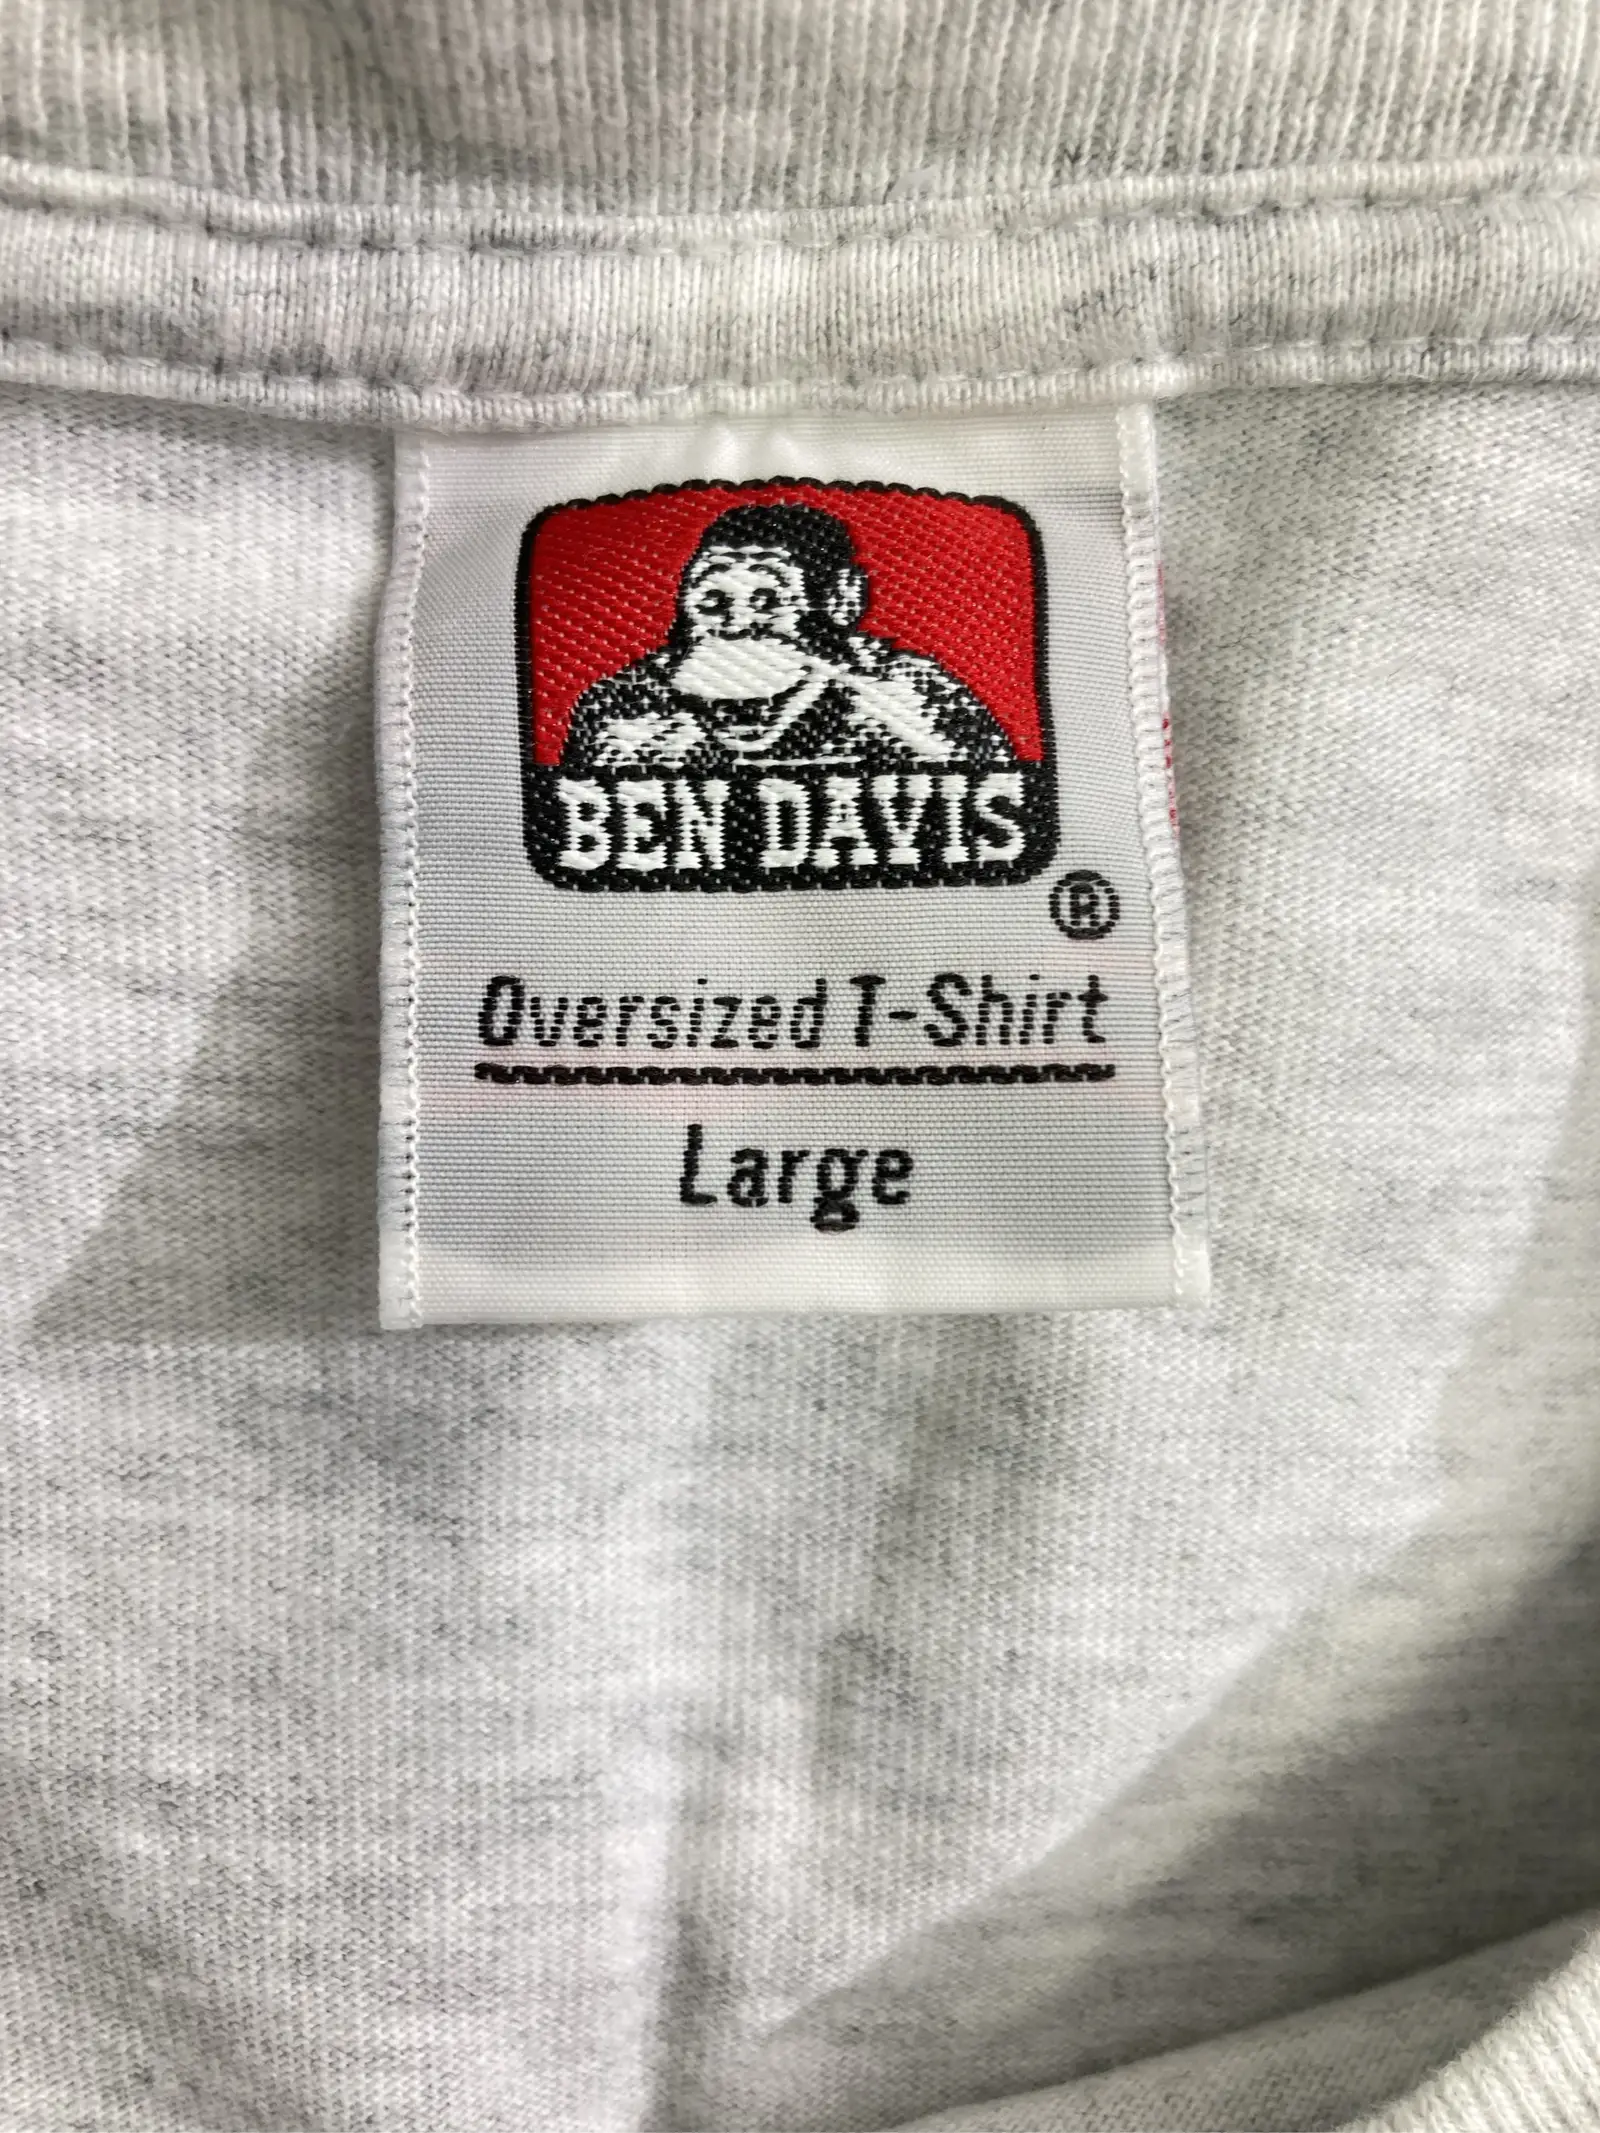 BEN DAVIS
®
Oversized T-Shirt
Large